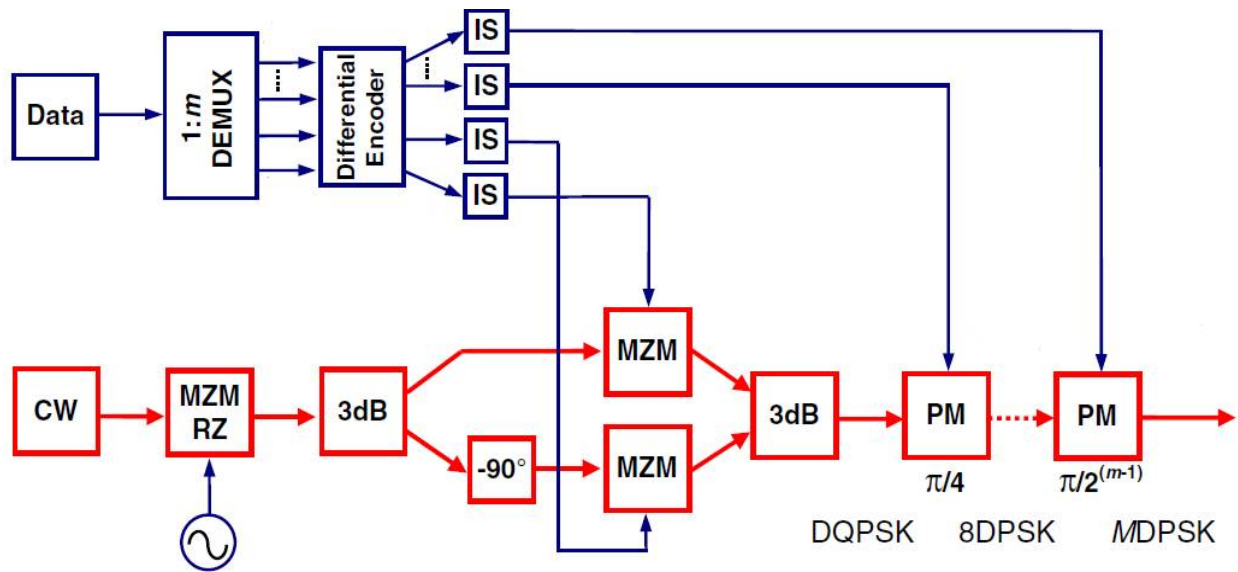 Data
1:m
DEMUX
Differential
Encoder
IS
IS
IS
IS
CW
MZM
RZ
3dB
-90°
MZM
MZM
3dB
PM
PM
π/4
π/2^(m-1)
DQPSK
8DPSK
MDPSK